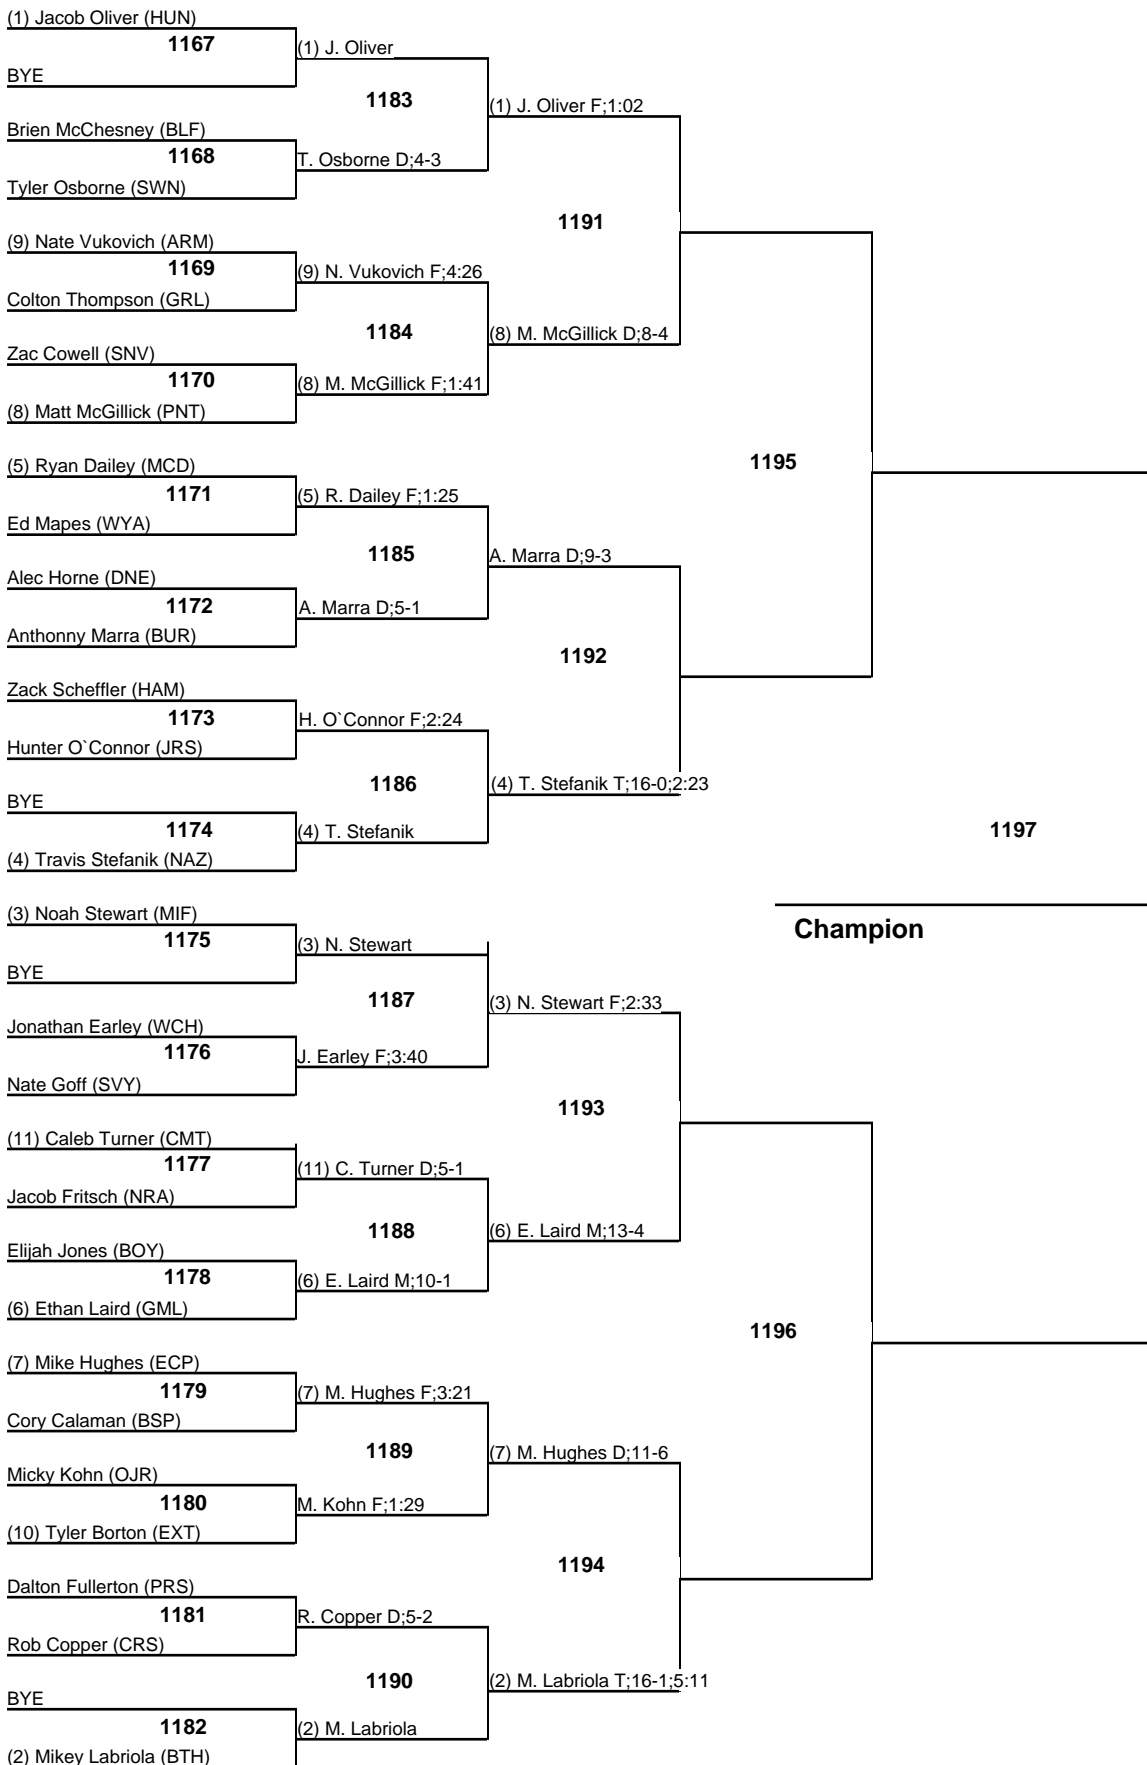 (1) Jacob Oliver (HUN)
1167
(1) J. Oliver
BYE
1183
(1) J. Oliver F;1:02
Brien McChesney (BLF)
1168
T. Osborne D;4-3
Tyler Osborne (SWN)
1191
(9) Nate Vukovich (ARM)
1169
(9) N. Vukovich F;4:26
Colton Thompson (GRL)
1184
(8) M. McGillick D;8-4
Zac Cowell (SNV)
1170
(8) M. McGillick F;1:41
(8) Matt McGillick (PNT)
1195
(5) Ryan Dailey (MCD)
1171
(5) R. Dailey F;1:25
Ed Mapes (WYA)
1185
A. Marra D;9-3
Alec Horne (DNE)
1172
A. Marra D;5-1
Anthonny Marra (BUR)
1192
Zack Scheffler (HAM)
1173
H. O`Connor F;2:24
Hunter O`Connor (JRS)
1186
(4) T. Stefanik T;16-0;2:23
BYE
1174
(4) T. Stefanik
(4) Travis Stefanik (NAZ)
1197
Champion
(3) Noah Stewart (MIF)
1175
(3) N. Stewart
BYE
1187
(3) N. Stewart F;2:33
Jonathan Earley (WCH)
1176
J. Earley F;3:40
Nate Goff (SVY)
1193
(11) Caleb Turner (CMT)
1177
(11) C. Turner D;5-1
Jacob Fritsch (NRA)
1188
(6) E. Laird M;13-4
Elijah Jones (BOY)
1178
(6) E. Laird M;10-1
(6) Ethan Laird (GML)
1196
(7) Mike Hughes (ECP)
1179
(7) M. Hughes F;3:21
Cory Calaman (BSP)
1189
(7) M. Hughes D;11-6
Micky Kohn (OJR)
1180
M. Kohn F;1:29
(10) Tyler Borton (EXT)
1194
Dalton Fullerton (PRS)
1181
R. Copper D;5-2
Rob Copper (CRS)
1190
(2) M. Labriola T;16-1;5:11
BYE
1182
(2) M. Labriola
(2) Mikey Labriola (BTH)